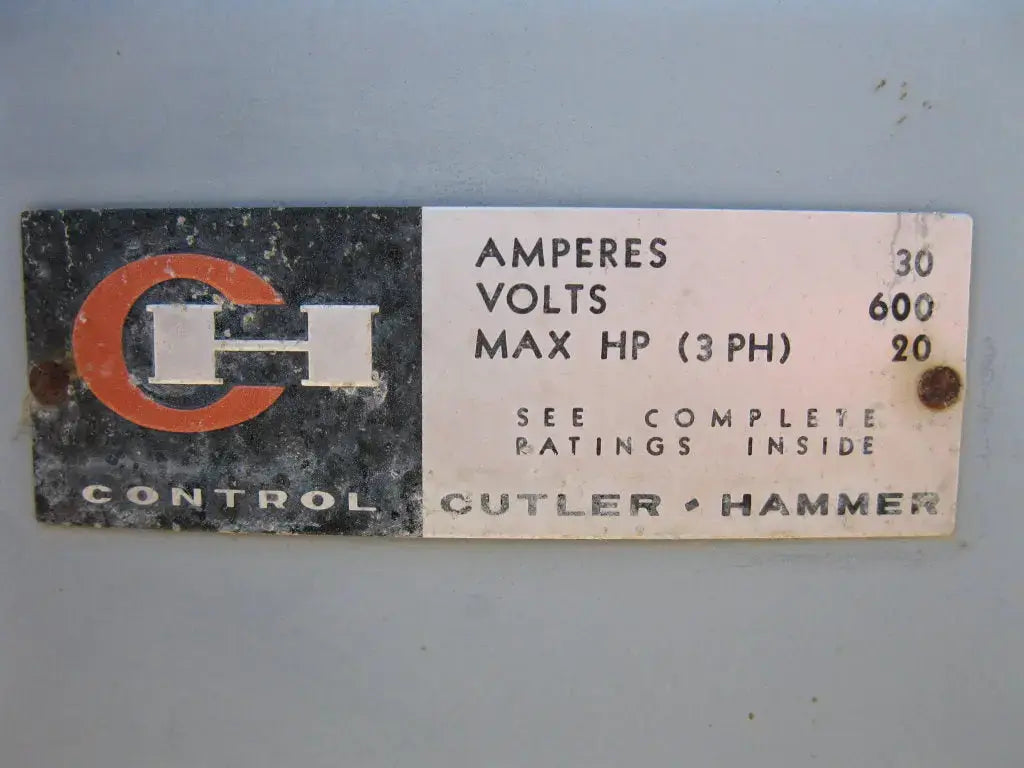 CH
CONTROL
AMPERES 30
VOLTS 600
MAX HP (3 PH) 20
SEE COMPLETE
RATINGS INSIDE
CUTLER • HAMMER